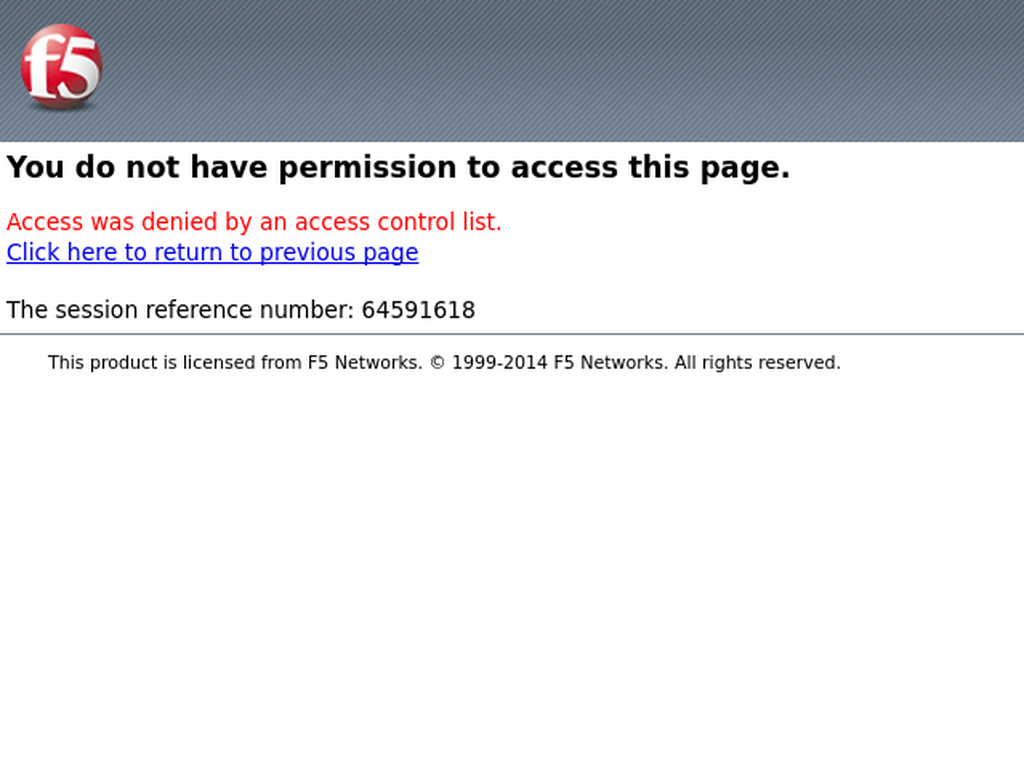 f5
You do not have permission to access this page.
Access was denied by an access control list.
Click here to return to previous page
The session reference number: 64591618
This product is licensed from F5 Networks. © 1999-2014 F5 Networks. All rights reserved.